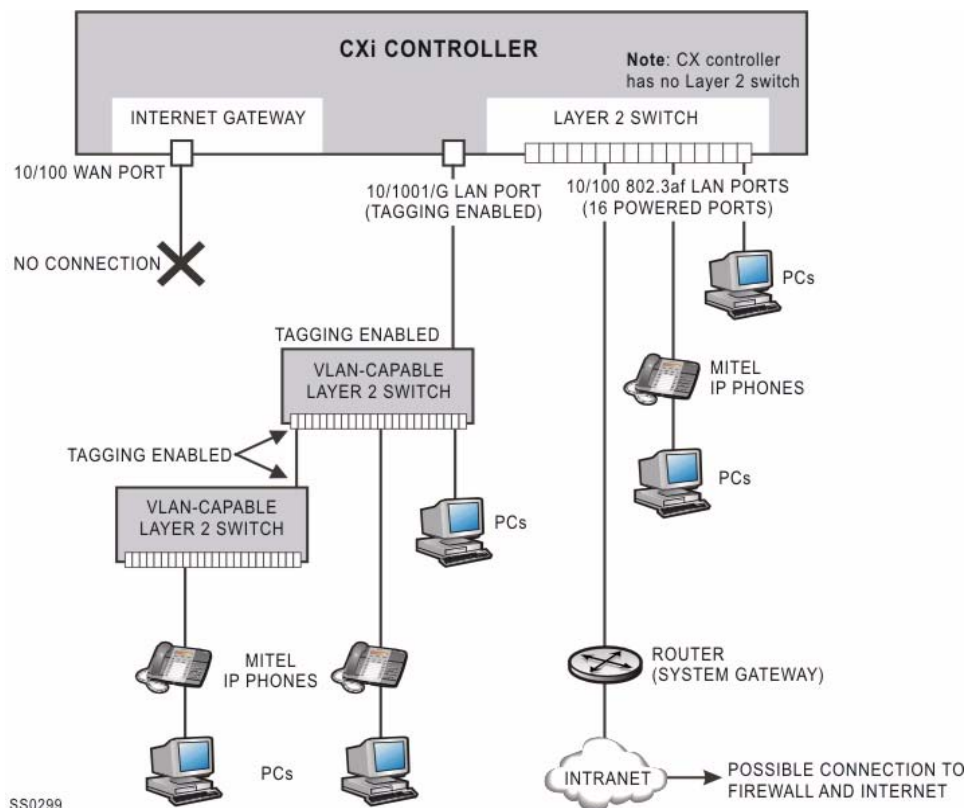 CXi CONTROLLER
Note: CX controller
has no Layer 2 switch
INTERNET GATEWAY
LAYER 2 SWITCH
10/100 WAN PORT
10/1001/G LAN PORT
(TAGGING ENABLED)
10/100 802.3af LAN PORTS
(16 POWERED PORTS)
NO CONNECTION
PCs
TAGGING ENABLED
VLAN-CAPABLE
LAYER 2 SWITCH
MITEL
IP PHONES
TAGGING ENABLED
PCs
VLAN-CAPABLE
LAYER 2 SWITCH
PCs
MITEL
IP PHONES
ROUTER
(SYSTEM GATEWAY)
PCs
INTRANET
POSSIBLE CONNECTION TO
FIREWALL AND INTERNET
SS0299